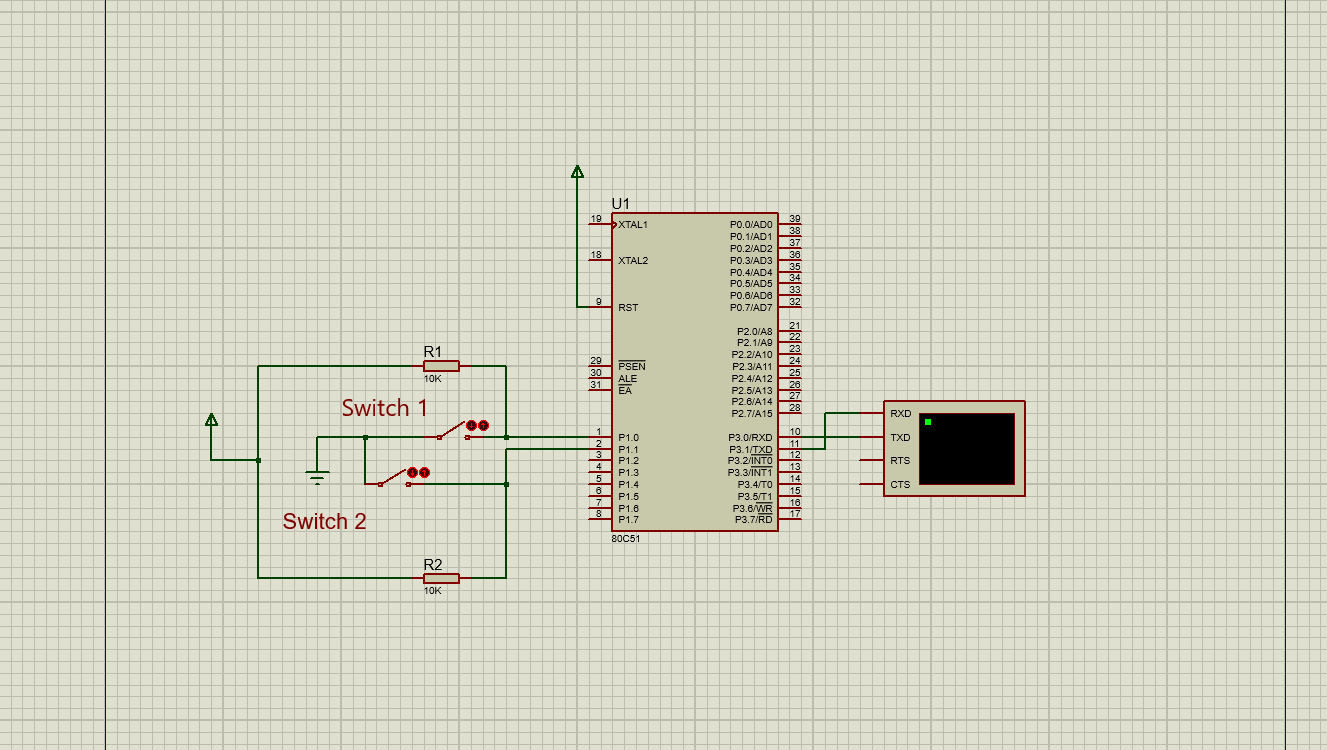 U1
19 XTAL1 P0.0/AD0 39
P0.1/AD1 38
P0.2/AD2 37
18 XTAL2 P0.3/AD3 36
P0.4/AD4 35
P0.5/AD5 34
P0.6/AD6 33
9 RST P0.7/AD7 32
P2.0/A8 21
P2.1/A9 22
P2.2/A10 23
29 PSEN P2.3/A11 24
30 ALE P2.4/A12 25
31 EA P2.5/A13 26
P2.6/A14 27
P2.7/A15 28
1 P1.0 P3.0/RXD 10
2 P1.1 P3.1/TXD 11
3 P1.2 P3.2/INT0 12
4 P1.3 P3.3/INT1 13
5 P1.4 P3.4/T0 14
6 P1.5 P3.5/T1 15
7 P1.6 P3.6/WR 16
8 P1.7 P3.7/RD 17
80C51
R1
10K
Switch 1
Switch 2
R2
10K
RXD
TXD
RTS
CTS